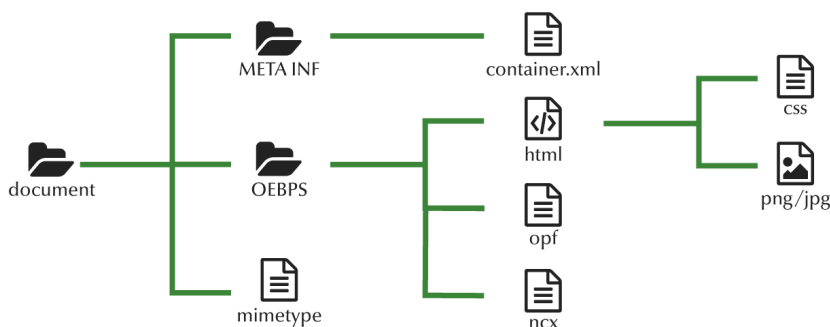 META INF
container.xml
css
html
document
OEBPS
png/jpg
opf
mimetype
ncx